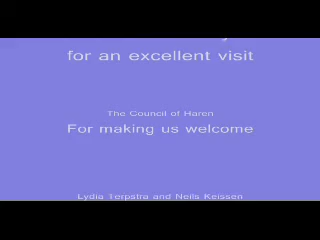 for an excellent visit
The Council of Haren
For making us welcome
Lydia Terpstra and Neils Keissen